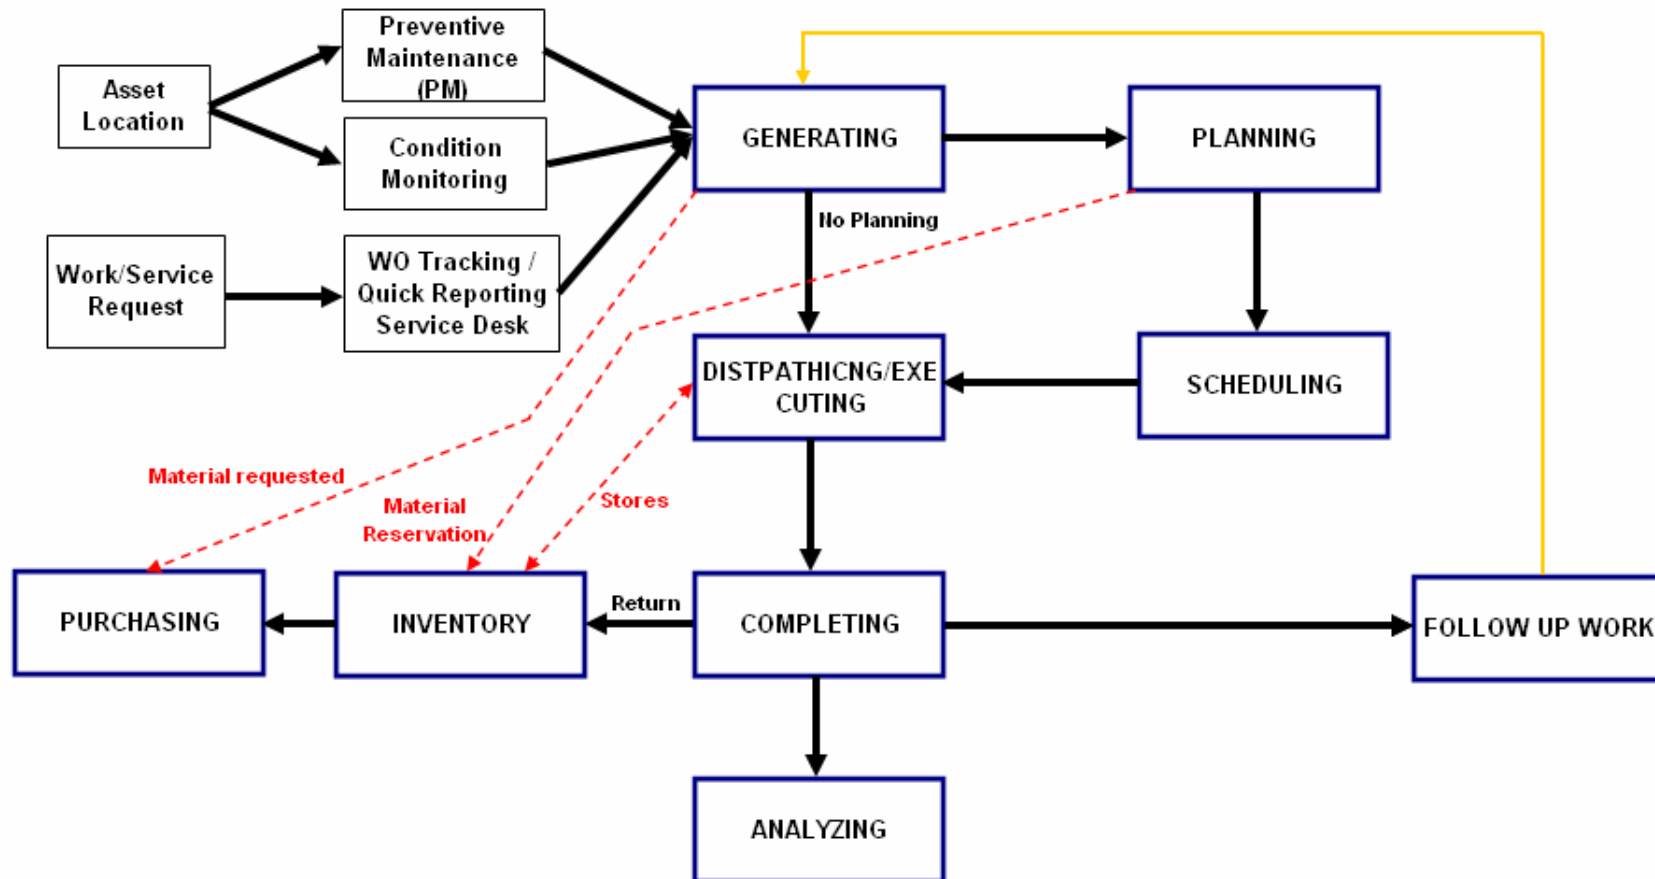 Asset
Location
Preventive
Maintenance
(PM)
Condition
Monitoring
Work/Service
Request
WO Tracking /
Quick Reporting
Service Desk
GENERATING
PLANNING
No Planning
DISTPATHICNG/EXE
CUTING
SCHEDULING
Material requested
Material
Reservation
Stores
PURCHASING
INVENTORY
Return
COMPLETING
FOLLOW UP WORK
ANALYZING